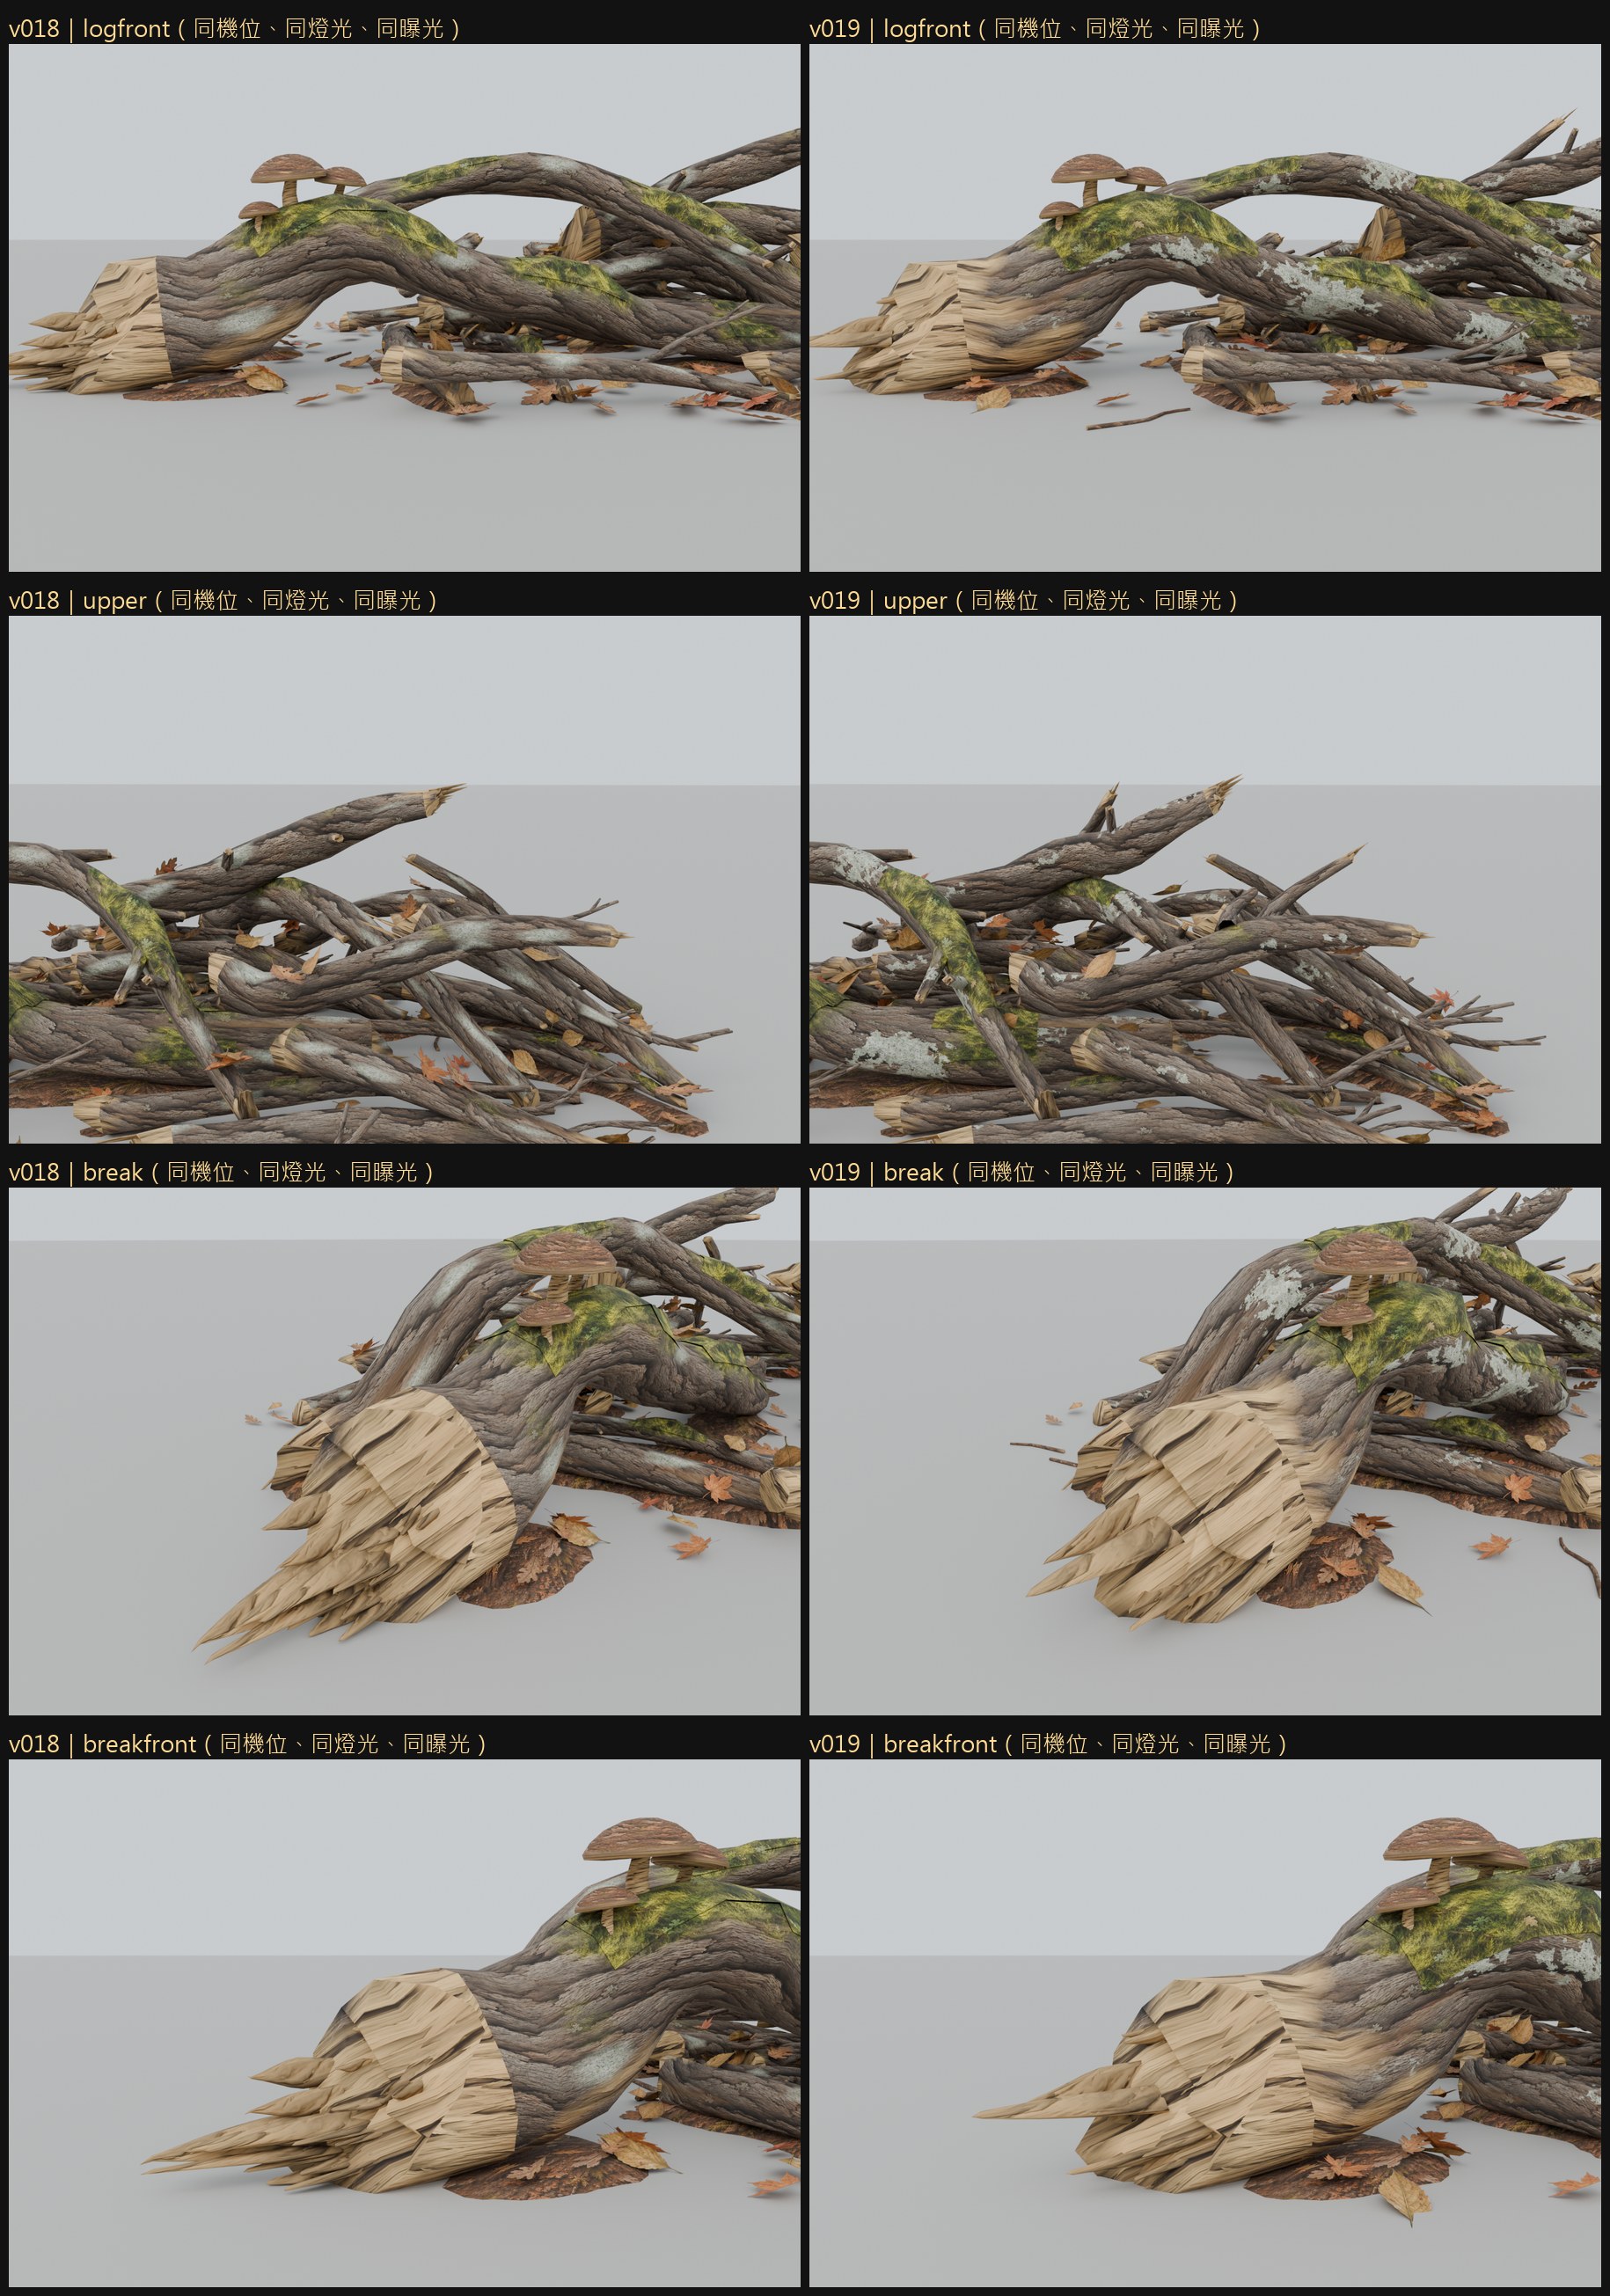 v018｜logfront（同機位、同燈光、同曝光）
v019｜logfront（同機位、同燈光、同曝光）
v018｜upper（同機位、同燈光、同曝光）
v019｜upper（同機位、同燈光、同曝光）
v018｜break（同機位、同燈光、同曝光）
v019｜break（同機位、同燈光、同曝光）
v018｜breakfront（同機位、同燈光、同曝光）
v019｜breakfront（同機位、同燈光、同曝光）